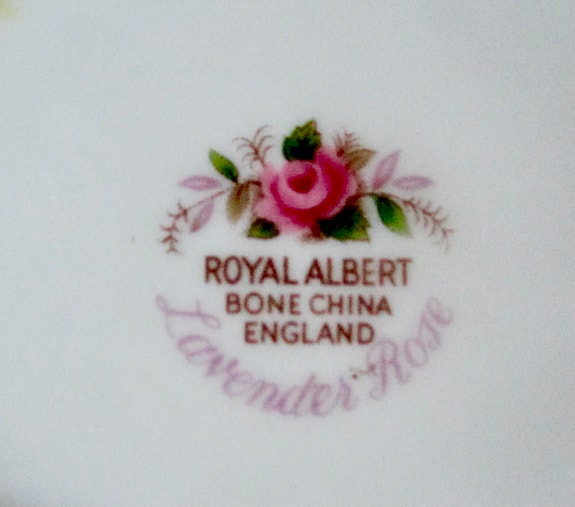 ROYAL ALBERT
BONE CHINA
ENGLAND
Lavender Rose